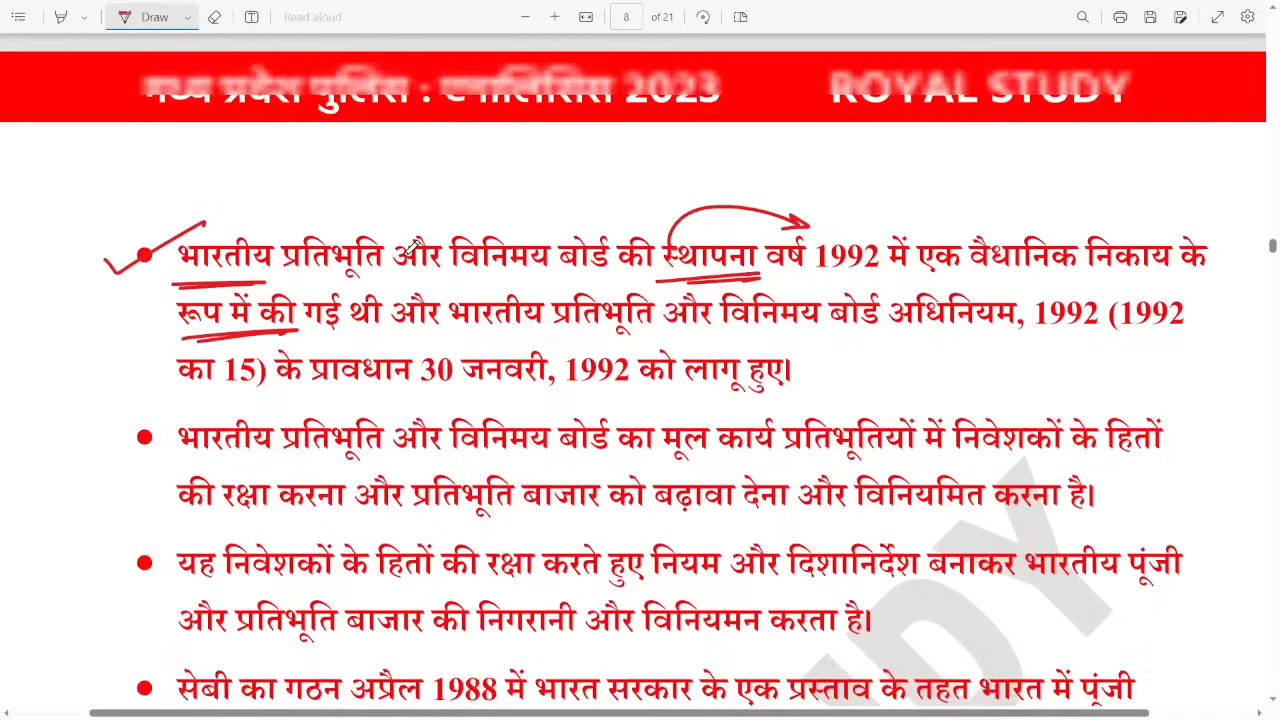 Draw
Read aloud
8 of 21
: 2023 ROYAL STUDY
• भारतीय प्रतिभूति और विनिमय बोर्ड की स्थापना वर्ष 1992 में एक वैधानिक निकाय के
रूप में की गई थी और भारतीय प्रतिभूति और विनिमय बोर्ड अधिनियम, 1992 (1992
का 15) के प्रावधान 30 जनवरी, 1992 को लागू हुए।
• भारतीय प्रतिभूति और विनिमय बोर्ड का मूल कार्य प्रतिभूतियों में निवेशकों के हितों
की रक्षा करना और प्रतिभूति बाजार को बढ़ावा देना और विनियमित करना है।
• यह निवेशकों के हितों की रक्षा करते हुए नियम और दिशानिर्देश बनाकर भारतीय पूंजी
और प्रतिभूति बाजार की निगरानी और विनियमन करता है।
• सेबी का गठन अप्रैल 1988 में भारत सरकार के एक प्रस्ताव के तहत भारत में पूंजी